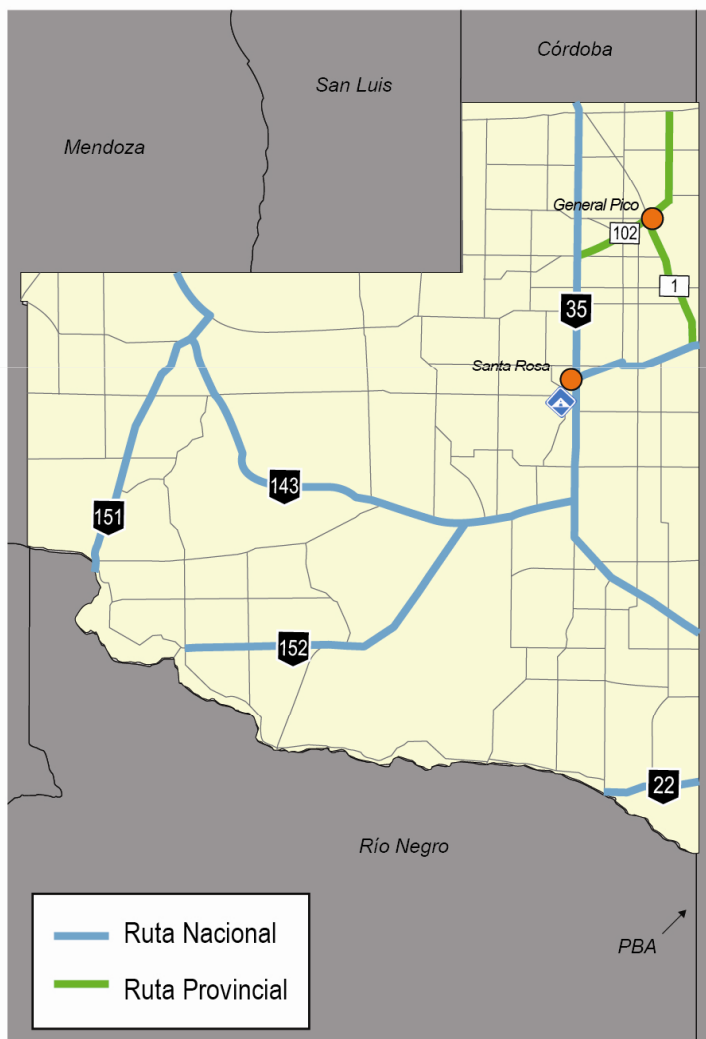 Córdoba
San Luis
Mendoza
General Pico
102
1
35
Santa Rosa
143
151
152
22
Río Negro
Ruta Nacional
PBA
Ruta Provincial